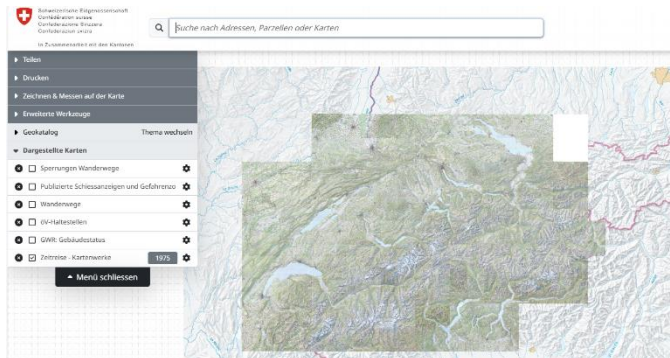 Schweizerische Eidgenossenschaft
Confédération suisse
Confederazione Svizzera
Confederaziun svizra
In Zusammenarbeit mit den Kantonen
Suche nach Adressen, Parzellen oder Karten
Teilen
Drucken
Zeichnen & Messen auf der Karte
Erweiterte Werkzeuge
Geokatalog Thema wechseln
Dargestellte Karten
Sperrungen Wanderwege
Publizierte Schiessanzeigen und Gefahrenzo
Wanderwege
öV-Haltestellen
GWR: Gebäudestatus
Zeitreise - Kartenwerke 1975
Menü schliessen